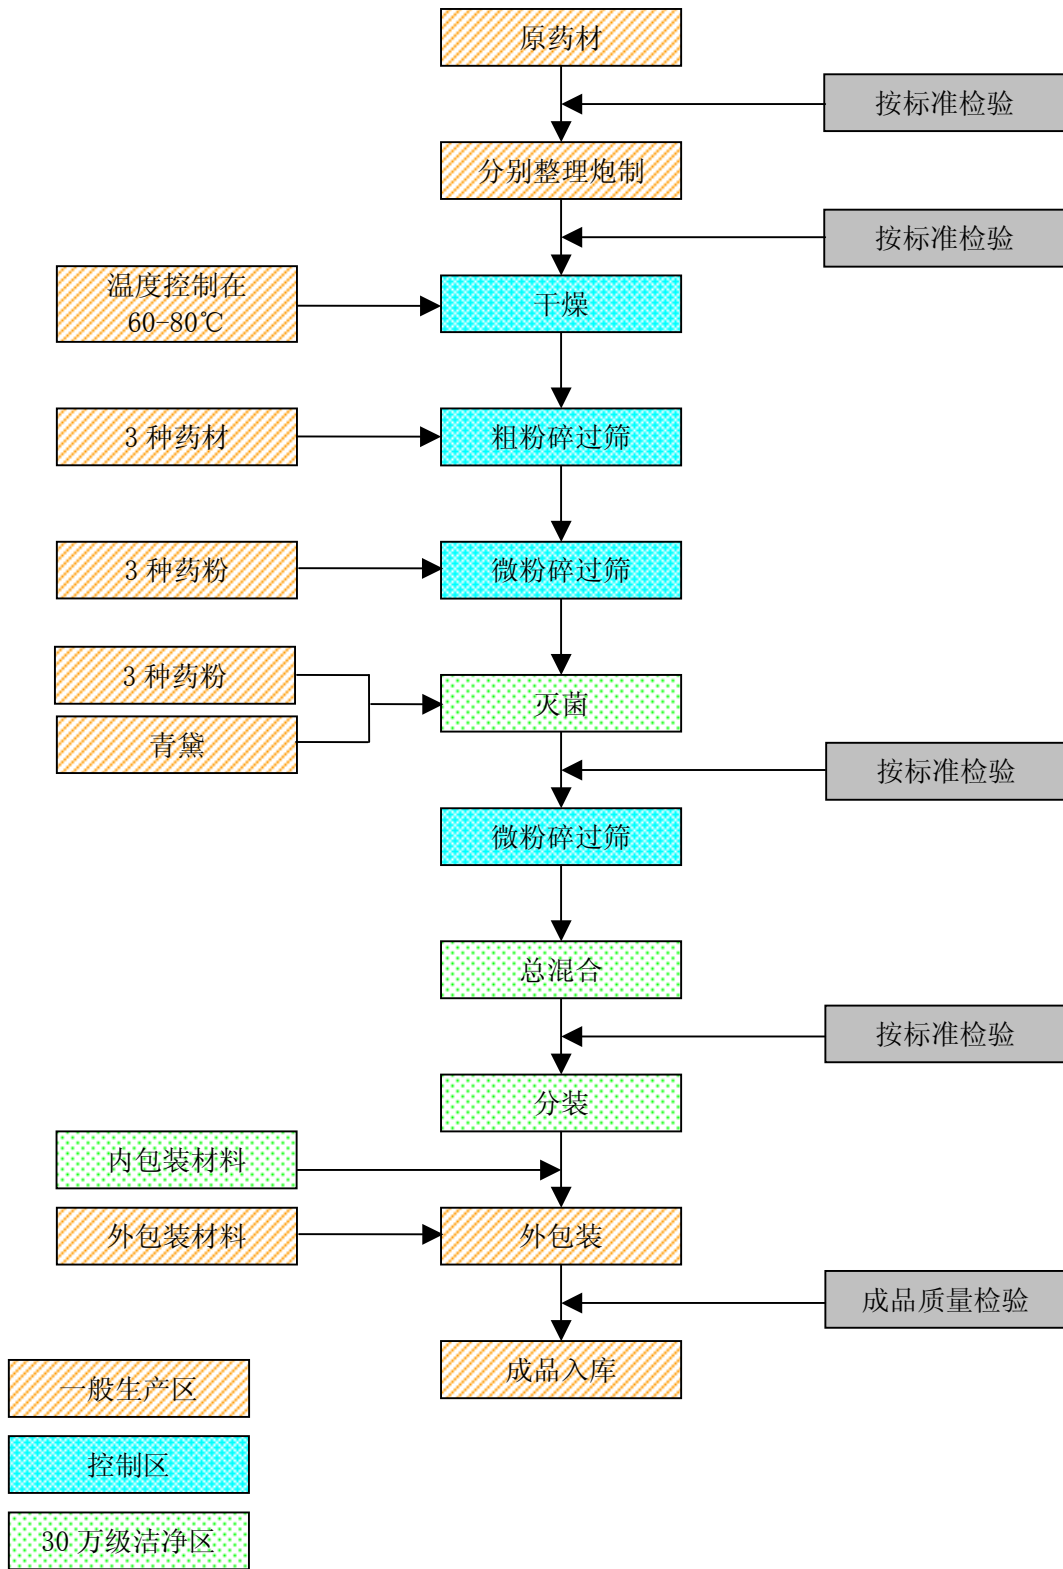 原药材
按标准检验
分别整理炮制
按标准检验
温度控制在
60-80℃
干燥
3 种药材
粗粉碎过筛
3 种药粉
微粉碎过筛
3 种药粉
灭菌
青黛
按标准检验
微粉碎过筛
总混合
按标准检验
分装
内包装材料
外包装材料
外包装
成品质量检验
成品入库
一般生产区
控制区
30 万级洁净区